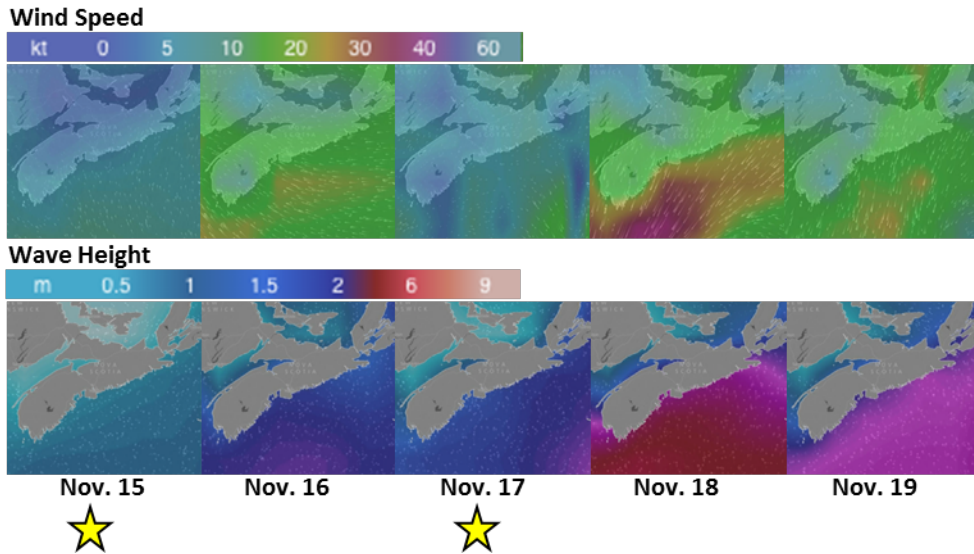 Wind Speed
kt 0 5 10 20 30 40 60
Wave Height
m 0.5 1 1.5 2 6 9
Nov. 15 Nov. 16 Nov. 17 Nov. 18 Nov. 19